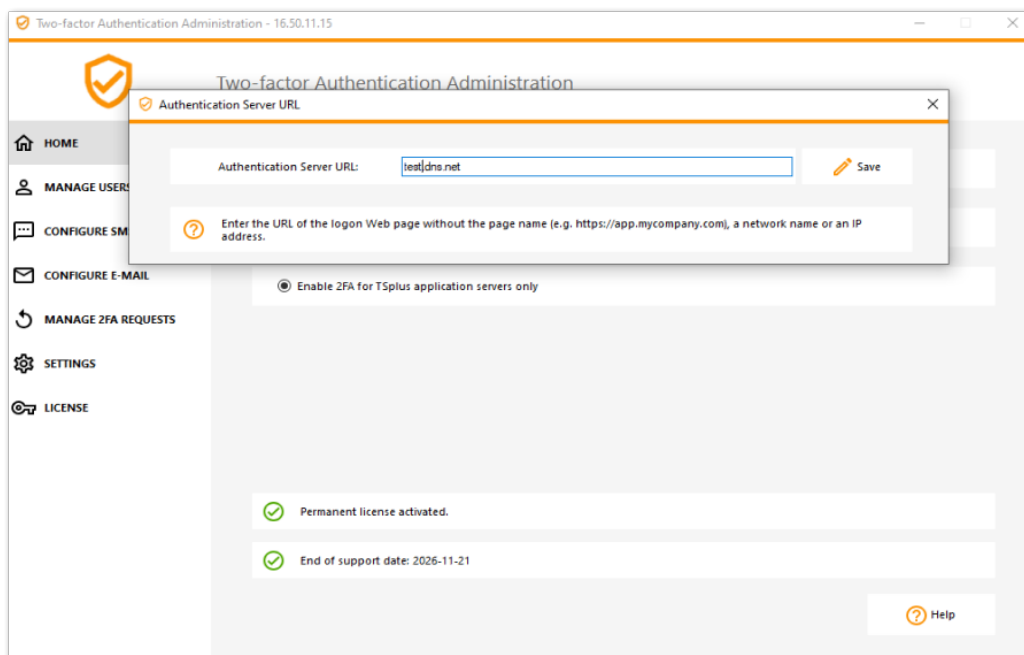 Two-factor Authentication Administration - 16.50.11.15
Two-factor Authentication Administration
Authentication Server URL
Authentication Server URL:
test.dns.net
Save
Enter the URL of the logon Web page without the page name (e.g. https://app.mycompany.com), a network name or an IP
address.
HOME
MANAGE USERS
CONFIGURE SM
CONFIGURE E-MAIL
MANAGE 2FA REQUESTS
SETTINGS
LICENSE
Enable 2FA for TSplus application servers only
Permanent license activated.
End of support date: 2026-11-21
Help